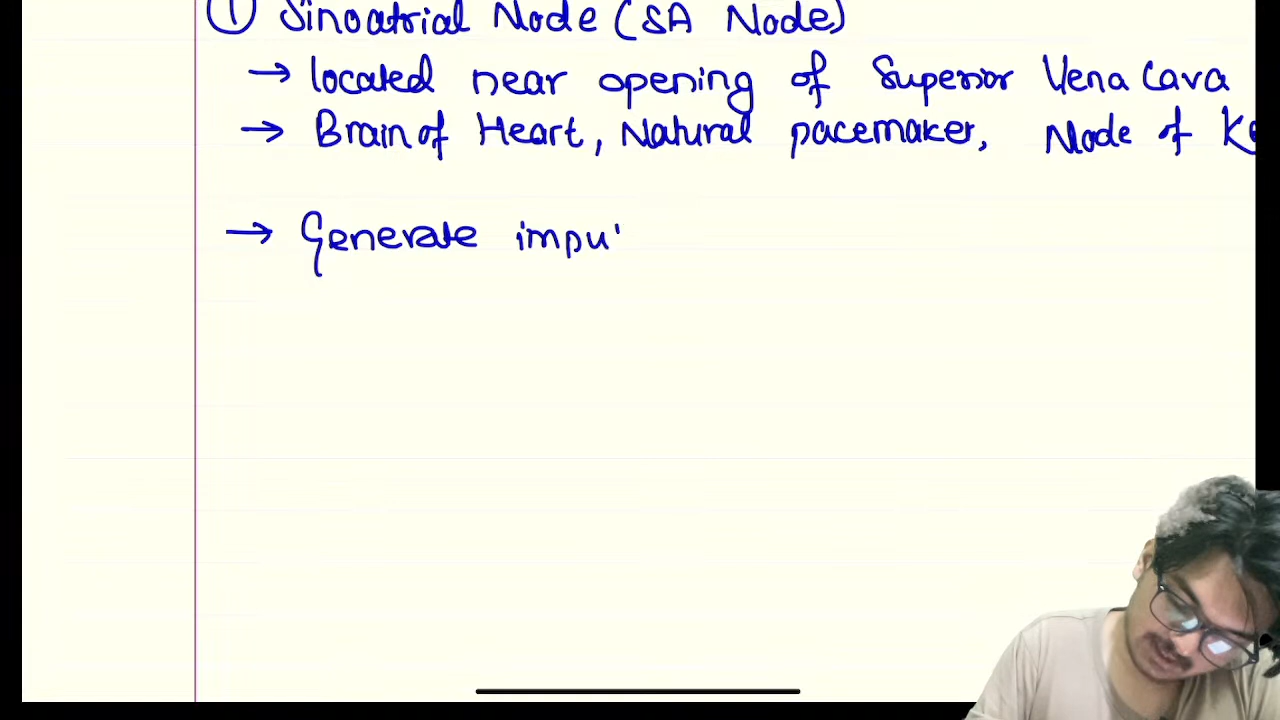 ① Sinoatrial Node (SA Node)
→ located near opening of Superior Vena Cava
→ Brain of Heart, Natural pacemaker, Node of
→ Generate impu